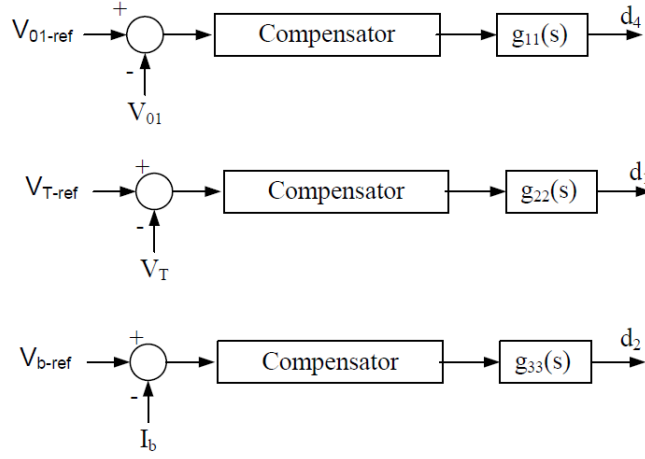 +
V01-ref
Compensator
g11(s)
d4
-
V01
+
VT-ref
Compensator
g22(s)
-
VT
+
Vb-ref
Compensator
g33(s)
d2
-
Ib